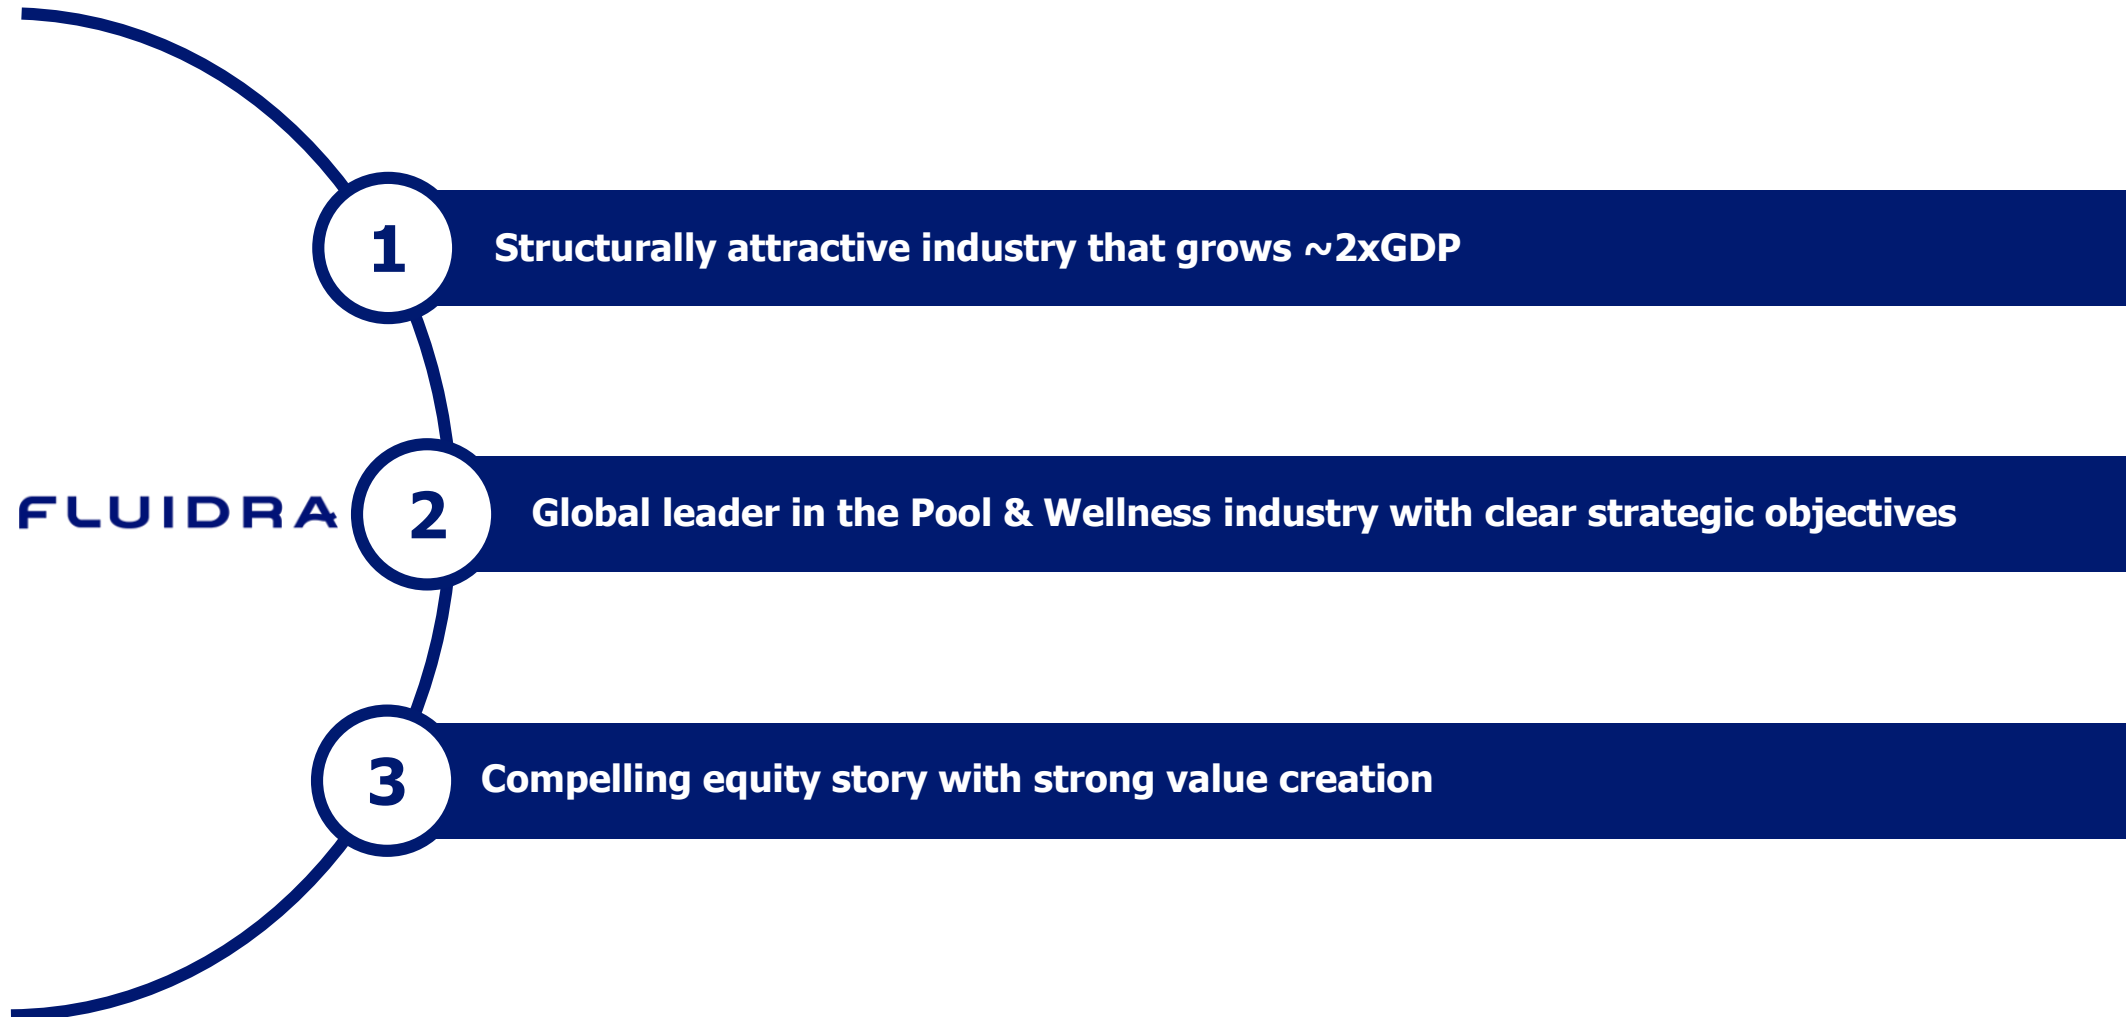 1
Structurally attractive industry that grows ~2xGDP
FLUIDRA
2
Global leader in the Pool & Wellness industry with clear strategic objectives
3
Compelling equity story with strong value creation